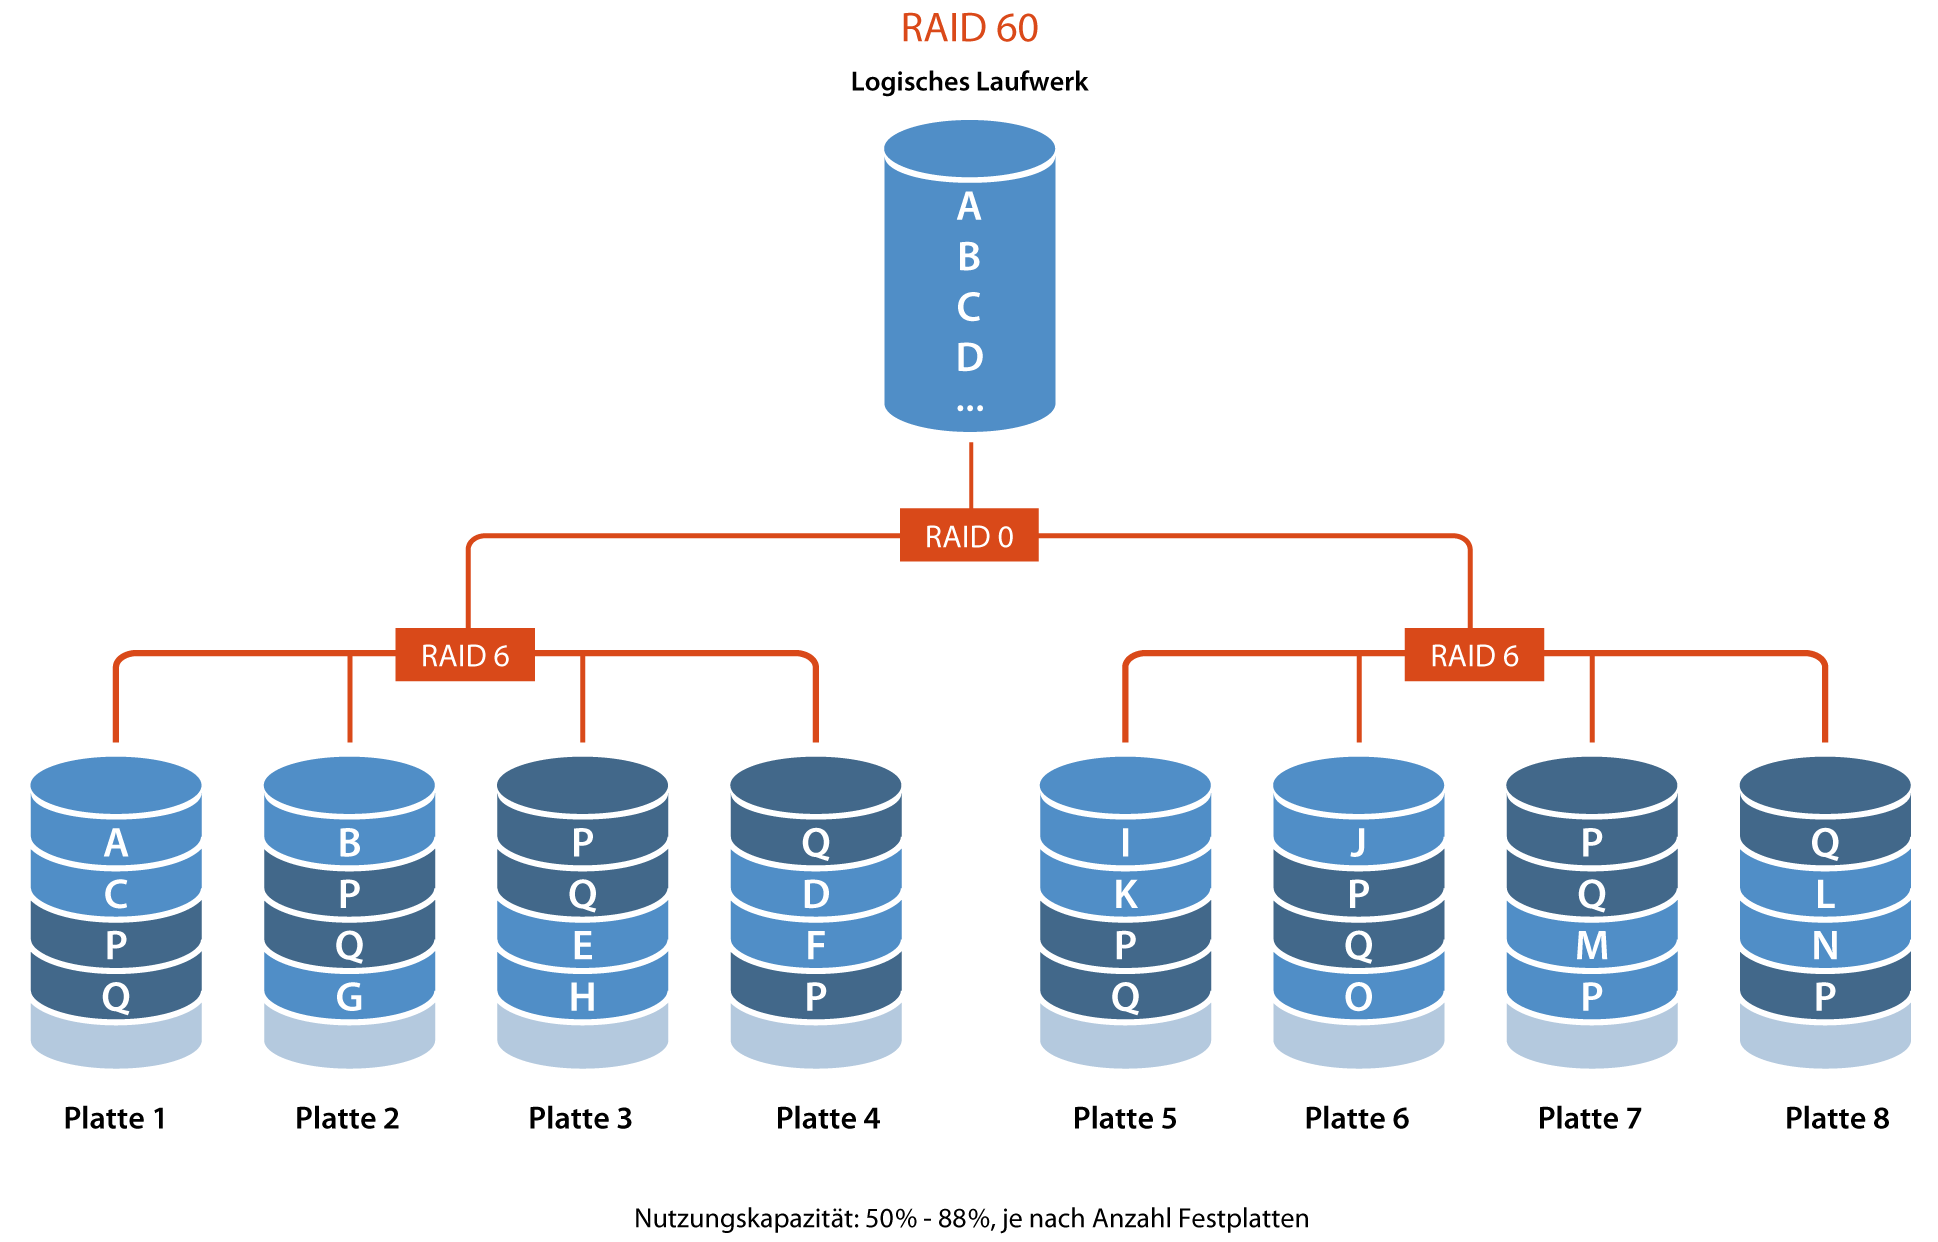 RAID 60
Logisches Laufwerk
A
B
C
D
...
RAID 0
RAID 6
RAID 6
A B P Q I J P Q
C P Q D K P Q L
P Q E F P Q M N
Q G H P Q O P P
Platte 1 Platte 2 Platte 3 Platte 4 Platte 5 Platte 6 Platte 7 Platte 8
Nutzungskapazität: 50% - 88%, je nach Anzahl Festplatten